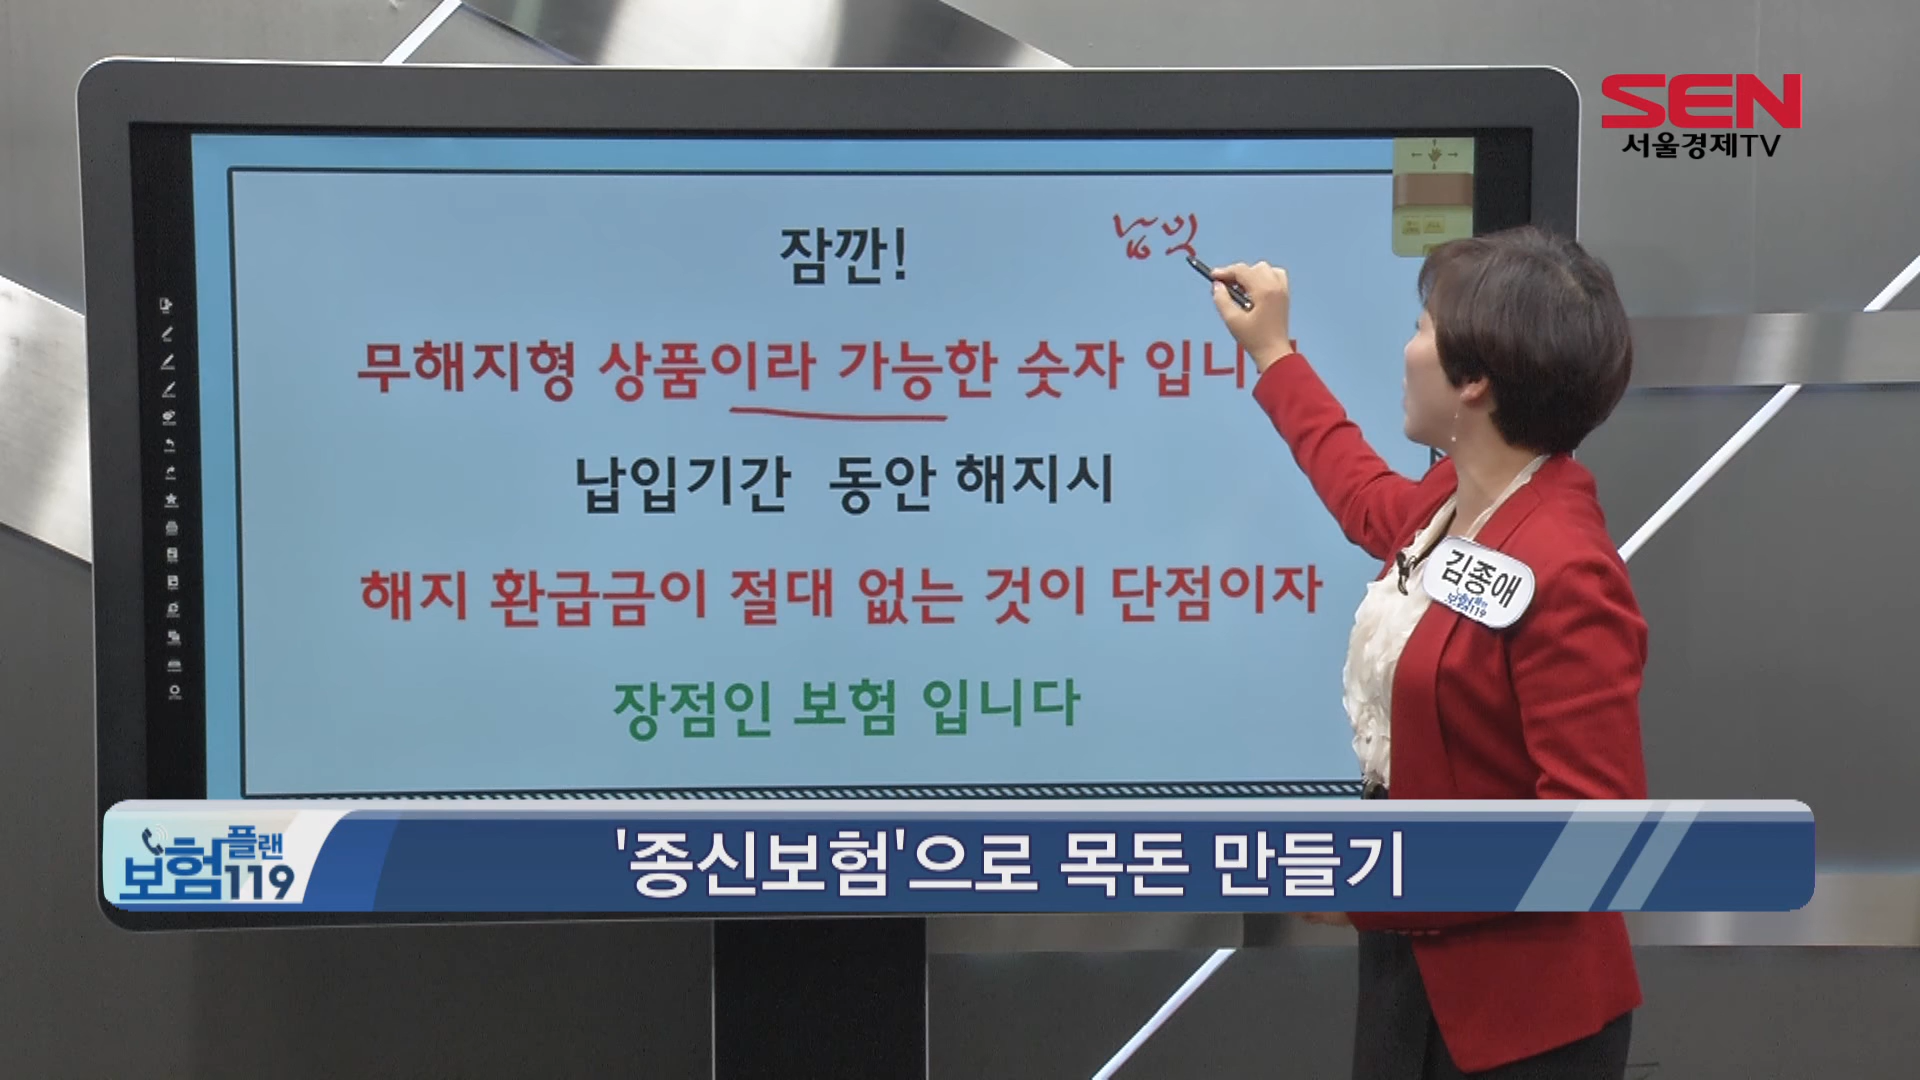 SEN
서울경제TV
잠깐!
납입
무해지형 상품이라 가능한 숫자 입니
납입기간 동안 해지시
해지 환급금이 절대 없는 것이 단점이자
장점인 보험 입니다
김종애
보험플랜119
보험플랜119
'종신보험'으로 목돈 만들기